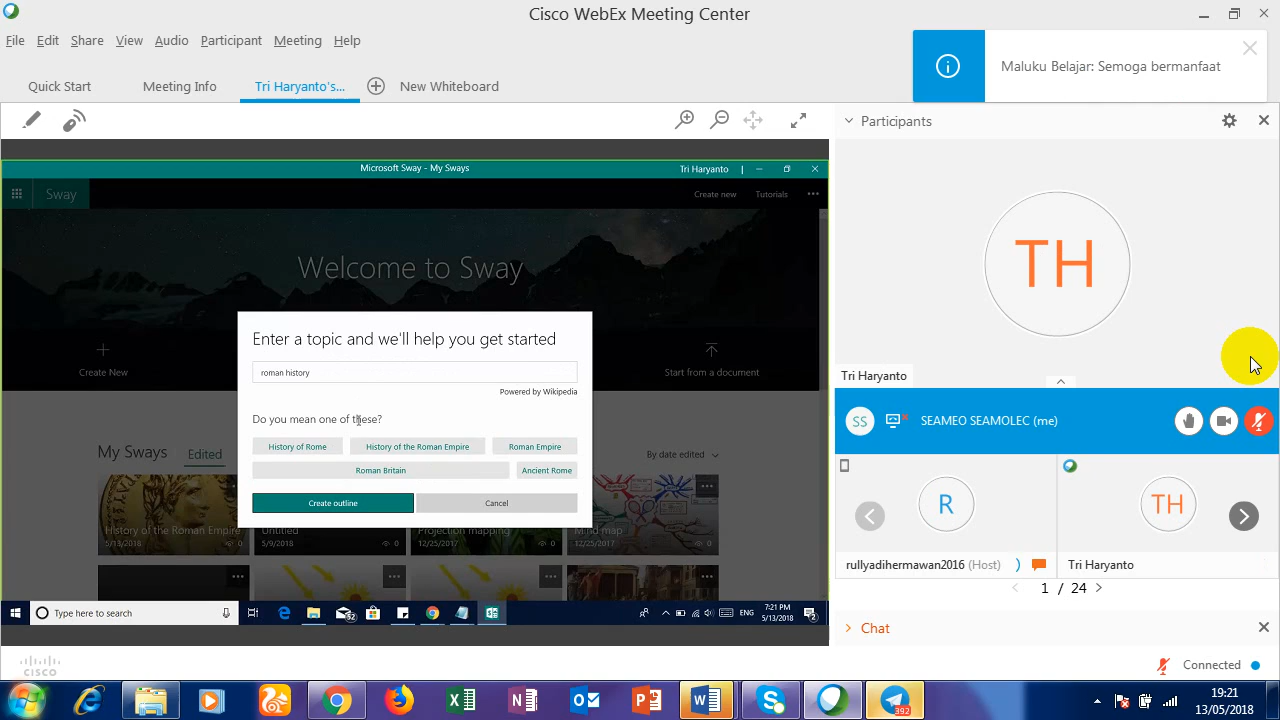 Cisco WebEx Meeting Center
File Edit Share View Audio Participant Meeting Help
Maluku Belajar: Semoga bermanfaat
Quick Start Meeting Info Tri Haryanto's... New Whiteboard
Participants
Microsoft Sway - My Sways
Tri Haryanto
Sway
Create new Tutorials
Welcome to Sway
Create New
Start from a document
Enter a topic and we'll help you get started
roman history
Powered by Wikipedia
Do you mean one of these?
History of Rome History of the Roman Empire Roman Empire
Roman Britain Ancient Rome
Create outline Cancel
My Sways Edited By date edited
History of the Roman Empire Untitled Projection mapping Mind map
5/13/2018 0 5/9/2018 0 12/25/2017 0 12/25/2017 0
Type here to search
52
ENG
7:21 PM
5/13/2018
2
TH
Tri Haryanto
SS SEAMEO SEAMOLEC (me)
R TH
rullyadihermawan2016 (Host) Tri Haryanto
1 / 24
Chat
cisco
Connected
392
19:21
13/05/2018